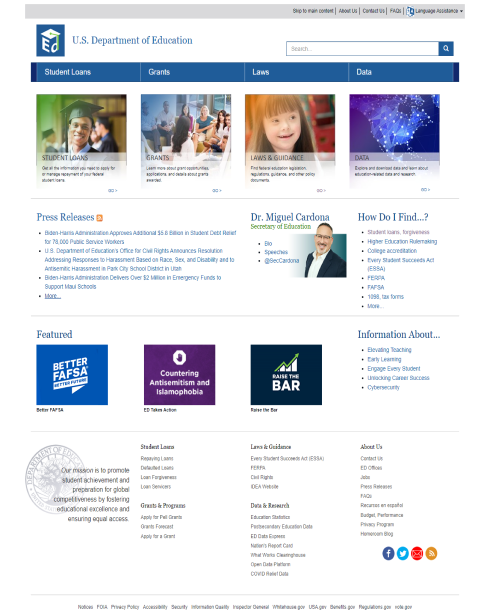 Skip to main content | About Us | Contact Us | FAQs | Language Assistance
Ed
U.S. Department of Education
Search...
Student Loans
Grants
Laws
Data
STUDENT LOANS
Get all the information you need to apply for
or manage repayment of your federal
student loans.
GO >
GRANTS
Learn more about grant opportunities,
applications, and details about grants
awarded.
GO >
LAWS & GUIDANCE
Find federal education legislation,
regulations, guidance, and other policy
documents.
GO >
DATA
Explore and download data and learn about
education-related data and research.
GO >
Press Releases
Biden-Harris Administration Approves Additional $5.8 Billion in Student Debt Relief
for 78,000 Public Service Workers
U.S. Department of Education's Office for Civil Rights Announces Resolution
Addressing Responses to Harassment Based on Race, Sex, and Disability and to
Antisemitic Harassment in Park City School District in Utah
Biden-Harris Administration Delivers Over $2 Million in Emergency Funds to
Support Maui Schools
More...
Dr. Miguel Cardona
Secretary of Education
Bio
Speeches
@SecCardona
How Do I Find...?
Student loans, forgiveness
Higher Education Rulemaking
College accreditation
Every Student Succeeds Act
(ESSA)
FERPA
FAFSA
1098, tax forms
More...
Featured
BETTER
FAFSA
BETTER FUTURE
Better FAFSA
Countering
Antisemitism and
Islamophobia
ED Takes Action
RAISE THE
BAR
Raise the Bar
Information About...
Elevating Teaching
Early Learning
Engage Every Student
Unlocking Career Success
Cybersecurity
Our mission is to promote
student achievement and
preparation for global
competitiveness by fostering
educational excellence and
ensuring equal access.
Student Loans
Repaying Loans
Defaulted Loans
Loan Forgiveness
Loan Servicers
Grants & Programs
Apply for Pell Grants
Grants Forecast
Apply for a Grant
Laws & Guidance
Every Student Succeeds Act (ESSA)
FERPA
Civil Rights
IDEA Website
Data & Research
Education Statistics
Postsecondary Education Data
ED Data Express
Nation's Report Card
What Works Clearinghouse
Open Data Platform
COVID Relief Data
About Us
Contact Us
ED Offices
Jobs
Press Releases
FAQs
Recursos en español
Budget, Performance
Privacy Program
Homeroom Blog
Notices FOIA Privacy Policy Accessibility Security Information Quality Inspector General Whitehouse.gov USA.gov Benefits.gov Regulations.gov vote.gov